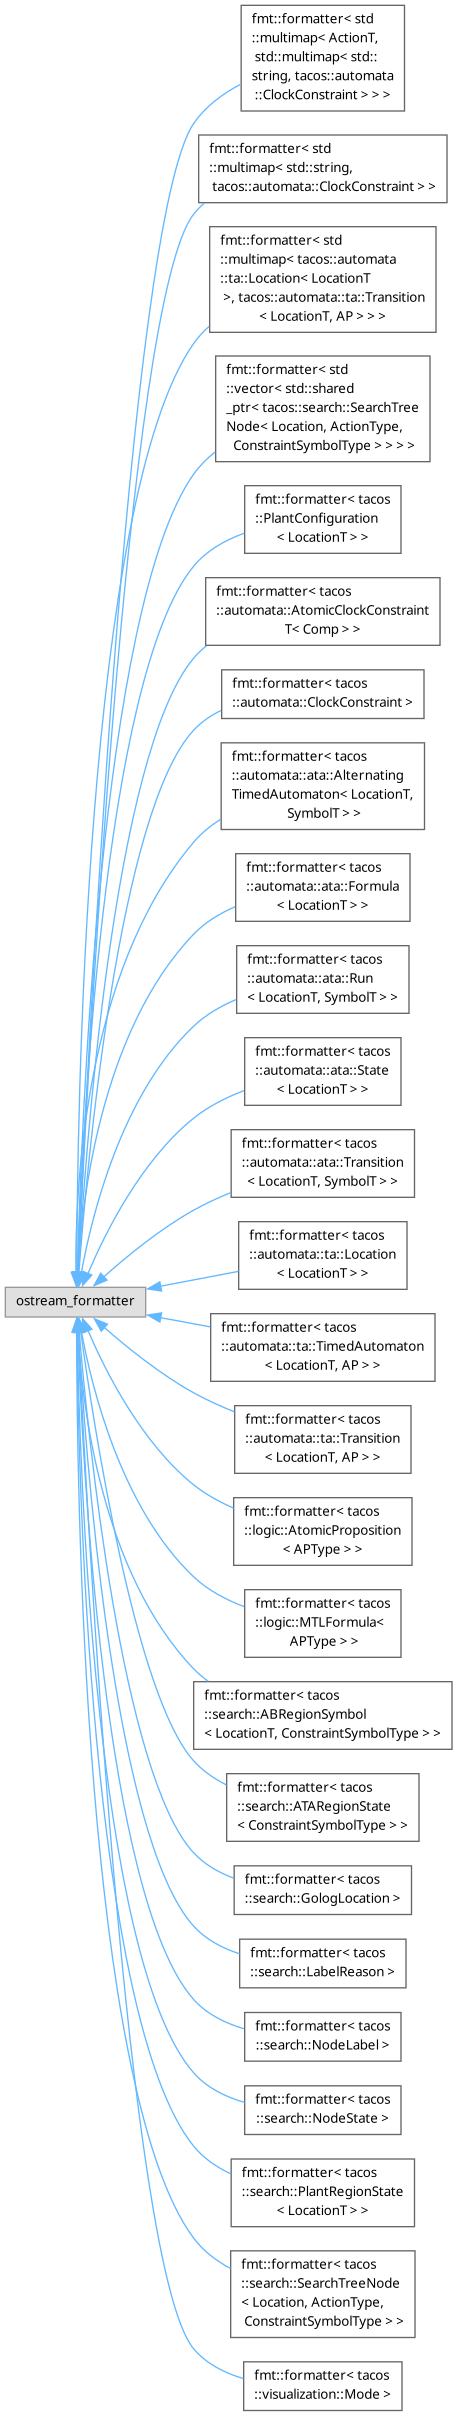 fmt::formatter< std
::multimap< ActionT,
std::multimap< std::
string, tacos::automata
::ClockConstraint > > >
fmt::formatter< std
::multimap< std::string,
tacos::automata::ClockConstraint > >
fmt::formatter< std
::multimap< tacos::automata
::ta::Location< LocationT
>, tacos::automata::ta::Transition
< LocationT, AP > > >
fmt::formatter< std
::vector< std::shared
_ptr< tacos::search::SearchTree
Node< Location, ActionType,
ConstraintSymbolType > > > >
fmt::formatter< tacos
::PlantConfiguration
< LocationT > >
fmt::formatter< tacos
::automata::AtomicClockConstraint
T< Comp > >
fmt::formatter< tacos
::automata::ClockConstraint >
fmt::formatter< tacos
::automata::ata::Alternating
TimedAutomaton< LocationT,
SymbolT > >
fmt::formatter< tacos
::automata::ata::Formula
< LocationT > >
fmt::formatter< tacos
::automata::ata::Run
< LocationT, SymbolT > >
fmt::formatter< tacos
::automata::ata::State
< LocationT > >
fmt::formatter< tacos
::automata::ata::Transition
< LocationT, SymbolT > >
fmt::formatter< tacos
::automata::ta::Location
< LocationT > >
ostream_formatter
fmt::formatter< tacos
::automata::ta::TimedAutomaton
< LocationT, AP > >
fmt::formatter< tacos
::automata::ta::Transition
< LocationT, AP > >
fmt::formatter< tacos
::logic::AtomicProposition
< APType > >
fmt::formatter< tacos
::logic::MTLFormula<
APType > >
fmt::formatter< tacos
::search::ABRegionSymbol
< LocationT, ConstraintSymbolType > >
fmt::formatter< tacos
::search::ATARegionState
< ConstraintSymbolType > >
fmt::formatter< tacos
::search::GologLocation >
fmt::formatter< tacos
::search::LabelReason >
fmt::formatter< tacos
::search::NodeLabel >
fmt::formatter< tacos
::search::NodeState >
fmt::formatter< tacos
::search::PlantRegionState
< LocationT > >
fmt::formatter< tacos
::search::SearchTreeNode
< Location, ActionType,
ConstraintSymbolType > >
fmt::formatter< tacos
::visualization::Mode >